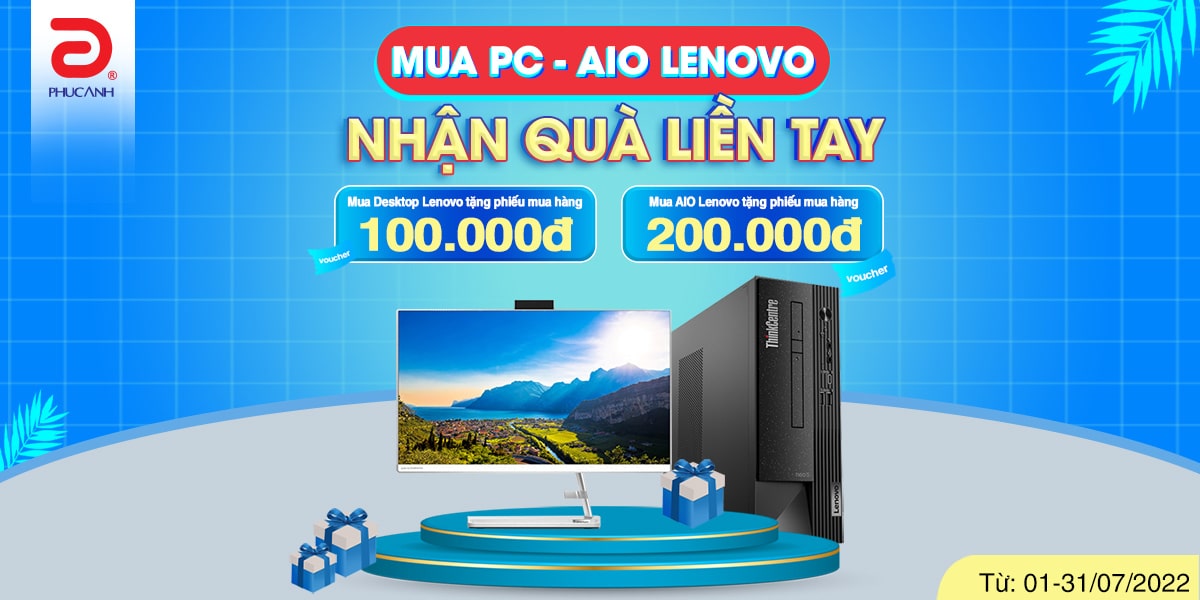 PHUCANH
®
MUA PC - AIO LENOVO
NHẬN QUÀ LIỀN TAY
Mua Desktop Lenovo tặng phiếu mua hàng
100.000đ
voucher
Mua AIO Lenovo tặng phiếu mua hàng
200.000đ
voucher
ThinkCentre
Lenovo
Từ: 01-31/07/2022